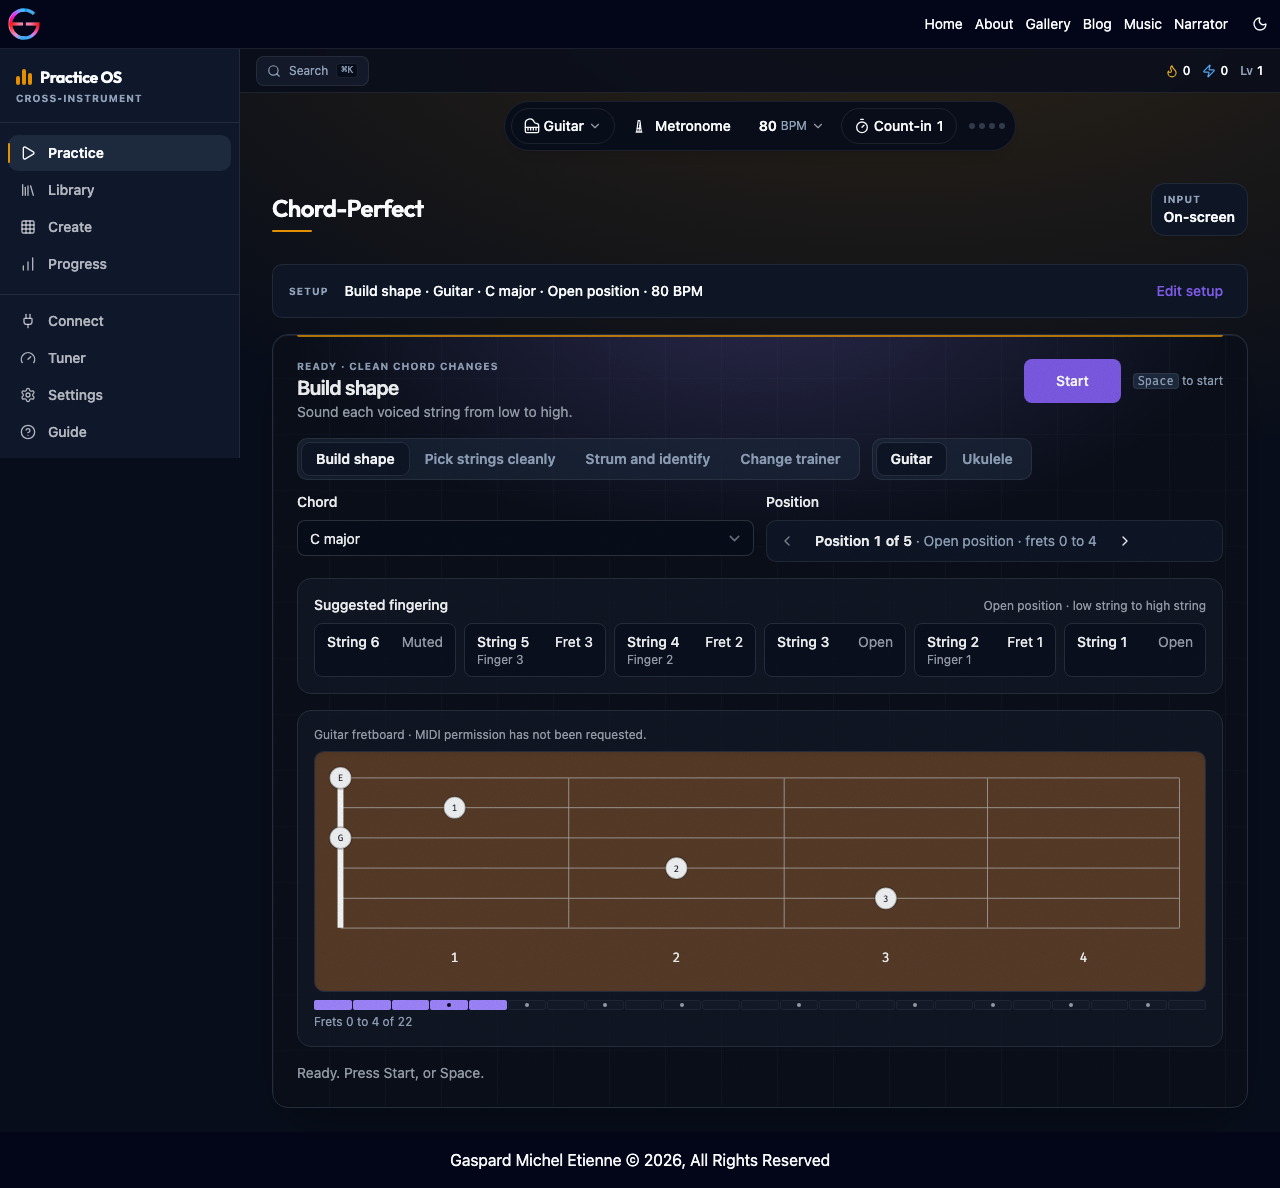 Home About Gallery Blog Music Narrator
Practice OS
CROSS-INSTRUMENT
Search ⌘K
0 0 Lv 1
Guitar Metronome 80 BPM Count-in 1
Practice
Library
Create
Progress
Connect
Tuner
Settings
Guide
Chord-Perfect
INPUT
On-screen
SETUP Build shape · Guitar · C major · Open position · 80 BPM Edit setup
READY · CLEAN CHORD CHANGES
Build shape
Sound each voiced string from low to high.
Start Space to start
Build shape Pick strings cleanly Strum and identify Change trainer Guitar Ukulele
Chord Position
C major Position 1 of 5 · Open position · frets 0 to 4
Suggested fingering Open position · low string to high string
String 6 Muted String 5 Fret 3 String 4 Fret 2 String 3 Open String 2 Fret 1 String 1 Open
Finger 3 Finger 2 Finger 1
Guitar fretboard · MIDI permission has not been requested.
E
1
G
2
3
1 2 3 4
Frets 0 to 4 of 22
Ready. Press Start, or Space.
Gaspard Michel Etienne © 2026, All Rights Reserved